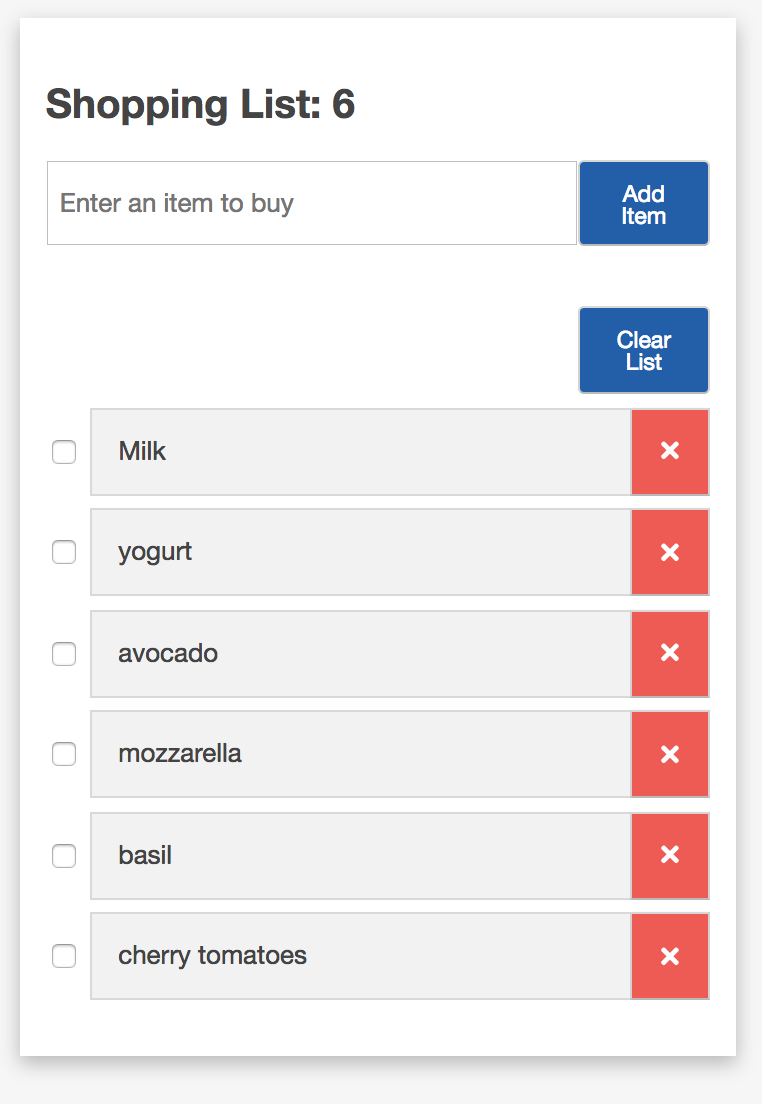 Shopping List: 6
Enter an item to buy
Add
Item
Clear
List
Milk
yogurt
avocado
mozzarella
basil
cherry tomatoes